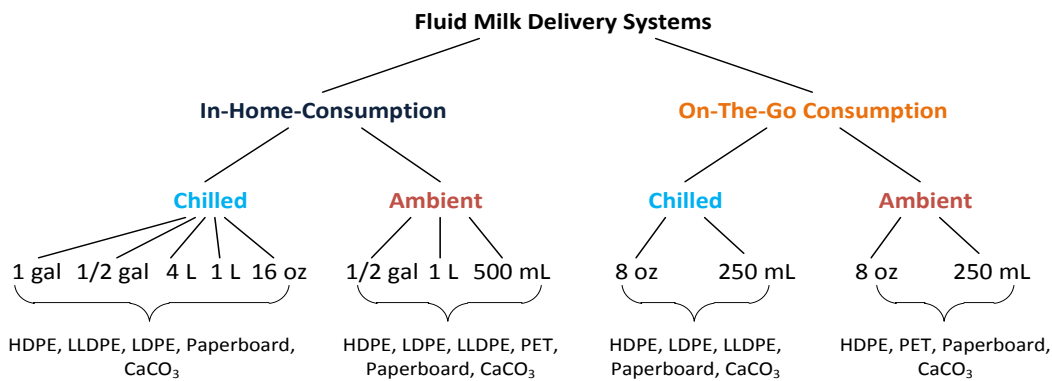 Fluid Milk Delivery Systems
In-Home-Consumption
On-The-Go Consumption
Chilled
Ambient
Chilled
Ambient
1 gal
1/2 gal
4 L
1 L
16 oz
1/2 gal
1 L
500 mL
8 oz
250 mL
8 oz
250 mL
HDPE, LLDPE, LDPE, Paperboard,
CaCO₃
HDPE, LDPE, LLDPE, PET,
Paperboard, CaCO₃
HDPE, LDPE, LLDPE,
Paperboard, CaCO₃
HDPE, PET, Paperboard,
CaCO₃